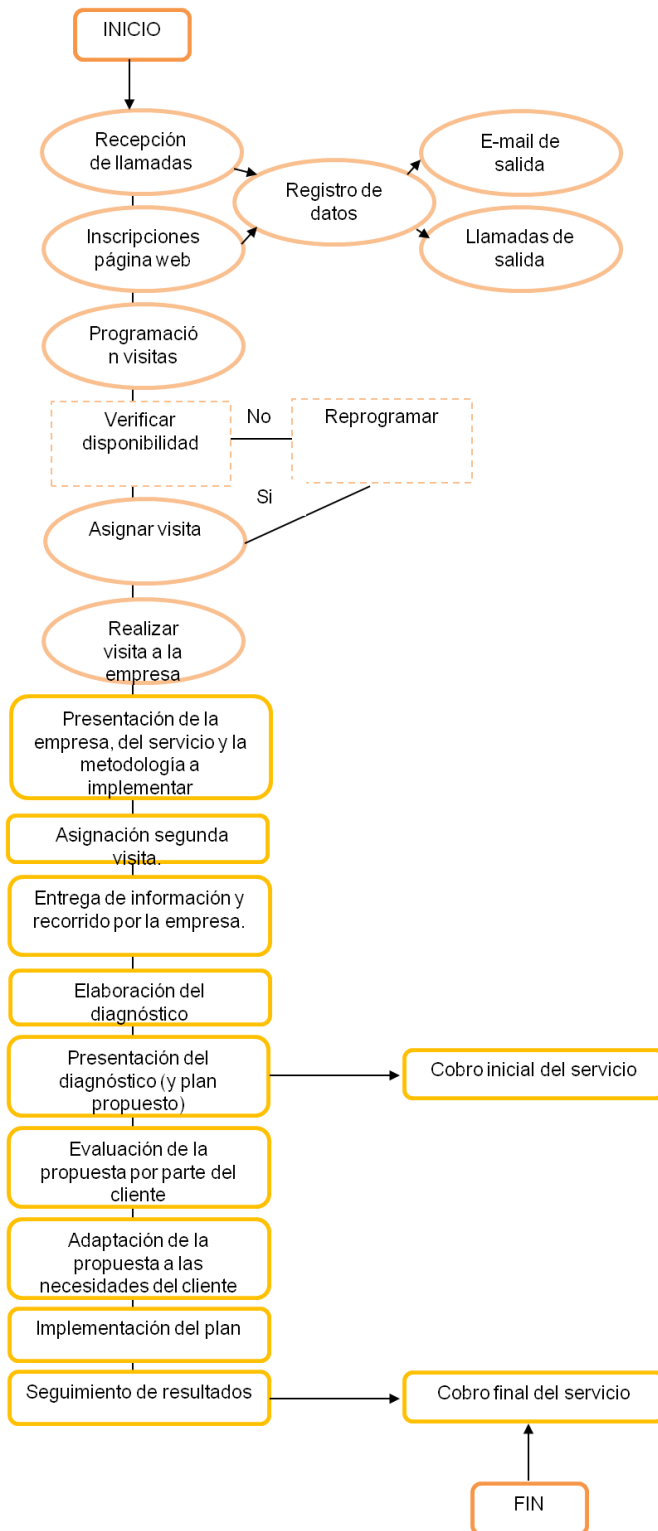 INICIO
Recepción
de llamadas
E-mail de
salida
Registro de
datos
Inscripciones
página web
Llamadas de
salida
Programació
n visitas
Verificar
disponibilidad
No
Reprogramar
Si
Asignar visita
Realizar
visita a la
empresa
Presentación de la
empresa, del servicio y la
metodología a
implementar
Asignación segunda
visita.
Entrega de información y
recorrido por la empresa.
Elaboración del
diagnóstico
Presentación del
diagnóstico (y plan
propuesto)
Cobro inicial del servicio
Evaluación de la
propuesta por parte del
cliente
Adaptación de la
propuesta a las
necesidades del cliente
Implementación del plan
Seguimiento de resultados
Cobro final del servicio
FIN